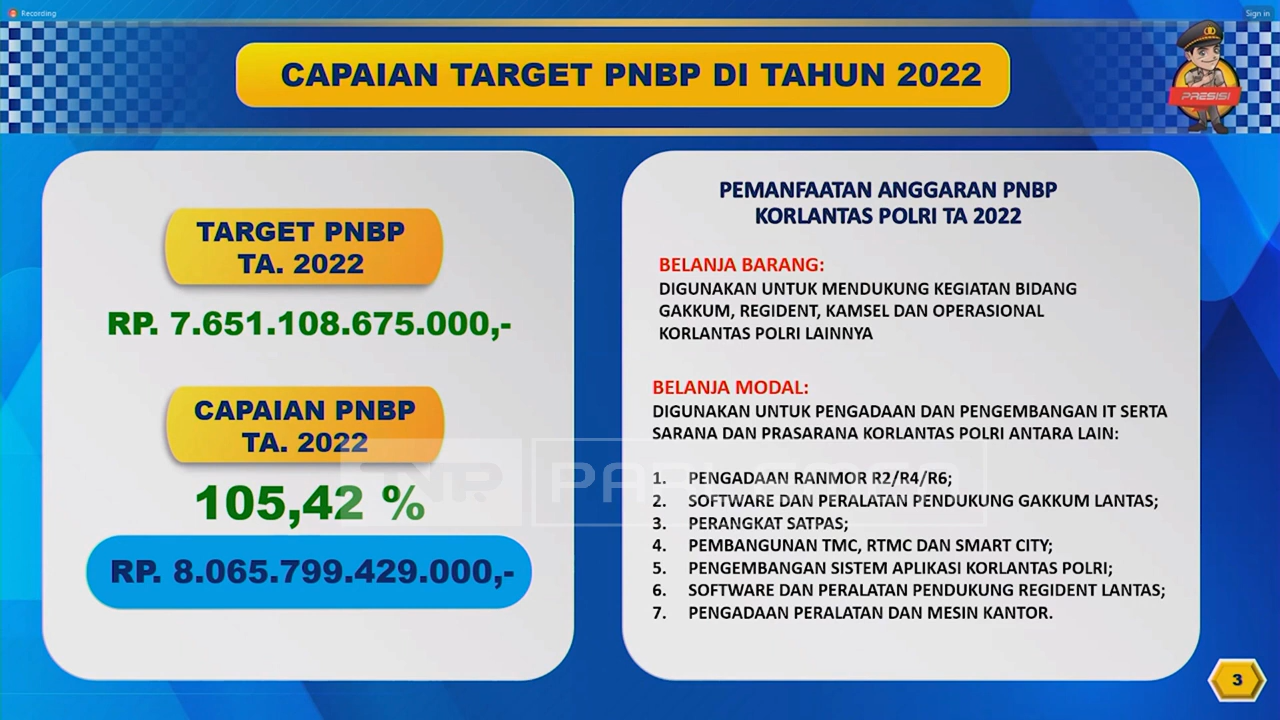 Recording
Sign in
CAPAIAN TARGET PNBP DI TAHUN 2022
PRESISI
TARGET PNBP
TA. 2022
RP. 7.651.108.675.000,-
CAPAIAN PNBP
TA. 2022
105,42 %
RP. 8.065.799.429.000,-
PEMANFAATAN ANGGARAN PNBP
KORLANTAS POLRI TA 2022
BELANJA BARANG:
DIGUNAKAN UNTUK MENDUKUNG KEGIATAN BIDANG
GAKKUM, REGIDENT, KAMSEL DAN OPERASIONAL
KORLANTAS POLRI LAINNYA
BELANJA MODAL:
DIGUNAKAN UNTUK PENGADAAN DAN PENGEMBANGAN IT SERTA
SARANA DAN PRASARANA KORLANTAS POLRI ANTARA LAIN:
1. PENGADAAN RANMOR R2/R4/R6;
2. SOFTWARE DAN PERALATAN PENDUKUNG GAKKUM LANTAS;
3. PERANGKAT SATPAS;
4. PEMBANGUNAN TMC, RTMC DAN SMART CITY;
5. PENGEMBANGAN SISTEM APLIKASI KORLANTAS POLRI;
6. SOFTWARE DAN PERALATAN PENDUKUNG REGIDENT LANTAS;
7. PENGADAAN PERALATAN DAN MESIN KANTOR.
3